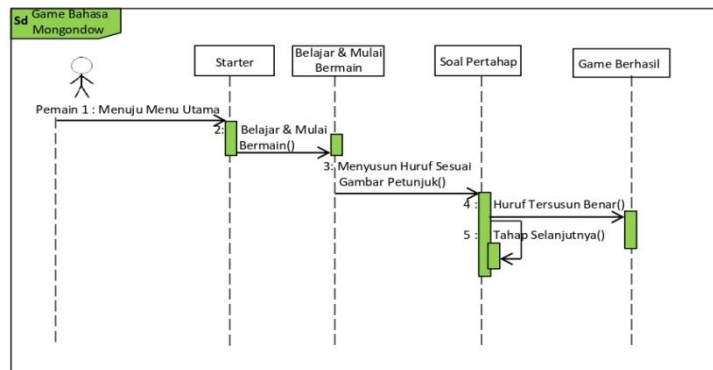 Sd Game Bahasa
Mongondow
Starter
Belajar & Mulai
Bermain
Soal Pertahap
Game Berhasil
Pemain 1 : Menuju Menu Utama
2: Belajar & Mulai
Bermain()
3: Menyusun Huruf Sesuai
Gambar Petunjuk()
4 : Huruf Tersusun Benar()
5 : Tahap Selanjutnya()